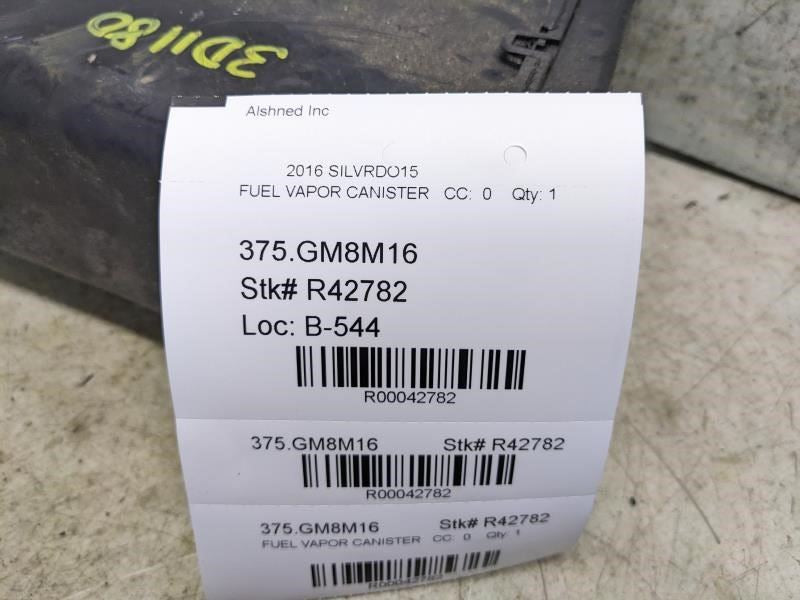 3D1180
Alshned Inc
2016 SILVRDO15
FUEL VAPOR CANISTER CC: 0 Qty: 1
375.GM8M16
Stk# R42782
Loc: B-544
R00042782
375.GM8M16 Stk# R42782
R00042782
375.GM8M16 Stk# R42782
FUEL VAPOR CANISTER CC: 0 Qty: 1
R00042782